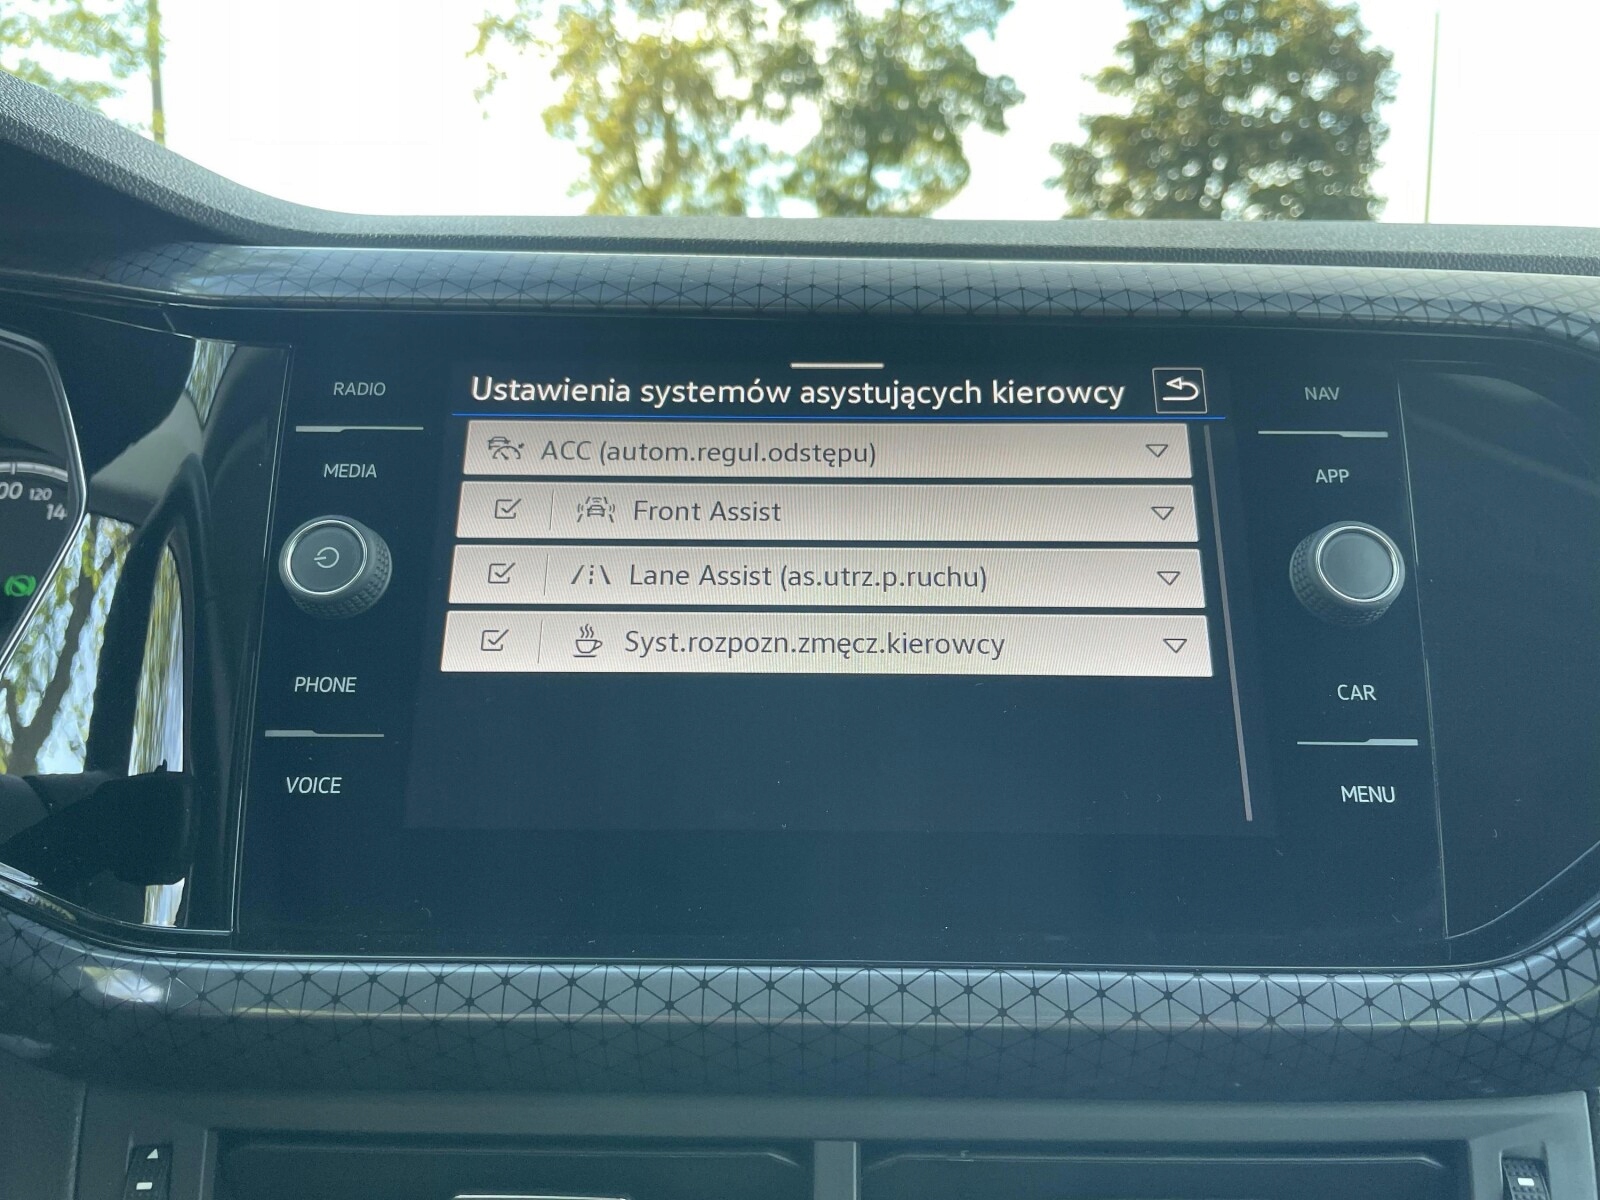 Ustawienia systemów asystujących kierowcy
ACC (autom.regul.odstępu)
Front Assist
Lane Assist (as.utrz.p.ruchu)
Syst.rozpozn.zmęcz.kierowcy
RADIO
MEDIA
PHONE
VOICE
NAV
APP
CAR
MENU
120